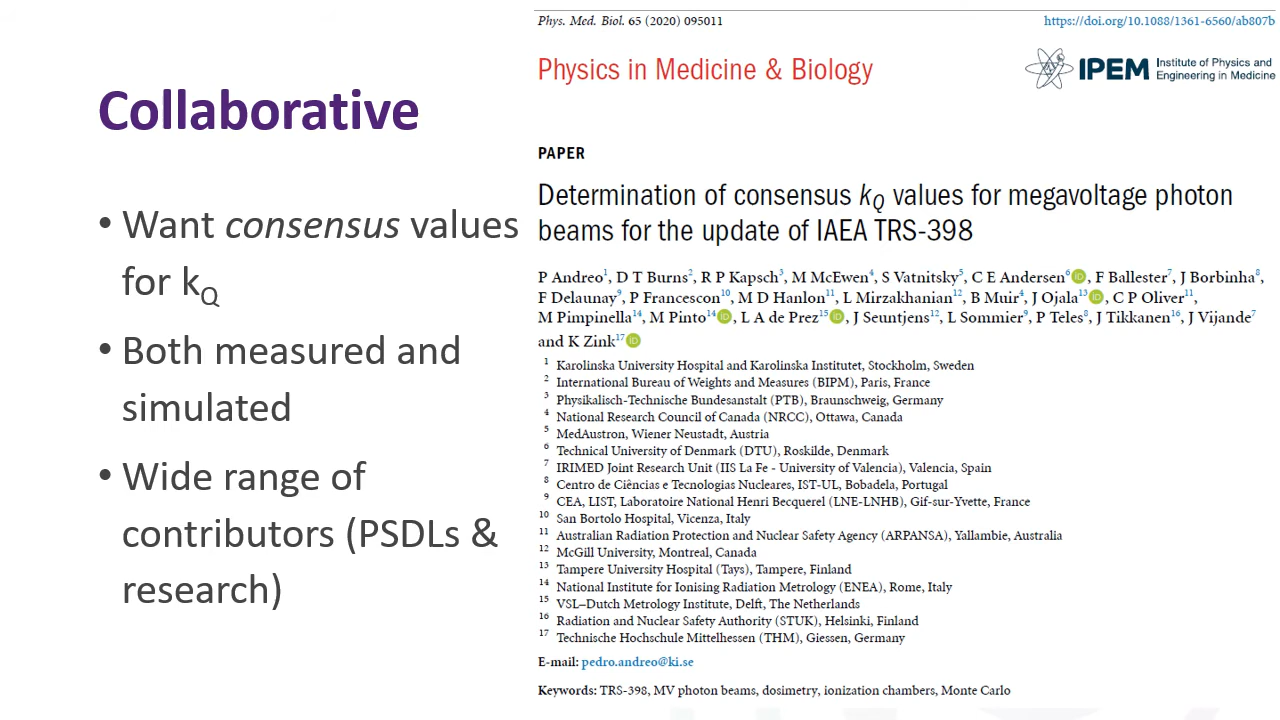 Collaborative
• Want consensus values
for kQ
• Both measured and
simulated
• Wide range of
contributors (PSDLs &
research)
Phys. Med. Biol. 65 (2020) 095011
https://doi.org/10.1088/1361-6560/ab807b
Physics in Medicine & Biology
IPEM Institute of Physics and
Engineering in Medicine
PAPER
Determination of consensus kQ values for megavoltage photon
beams for the update of IAEA TRS-398
P Andreo1, D T Burns2, R P Kapsch3, M McEwen4, S Vatnitsky5, C E Andersen6 iD, F Ballester7, J Borbinha8,
F Delaunay9, P Francescon10, M D Hanlon11, L Mirzakhanian12, B Muir4, J Ojala13 iD, C P Oliver11,
M Pimpinella14, M Pinto14 iD, L A de Prez15 iD, J Seuntjens12, L Sommier9, P Teles8, J Tikkanen16, J Vijande7
and K Zink17 iD
1 Karolinska University Hospital and Karolinska Institutet, Stockholm, Sweden
2 International Bureau of Weights and Measures (BIPM), Paris, France
3 Physikalisch-Technische Bundesanstalt (PTB), Braunschweig, Germany
4 National Research Council of Canada (NRCC), Ottawa, Canada
5 MedAustron, Wiener Neustadt, Austria
6 Technical University of Denmark (DTU), Roskilde, Denmark
7 IRIMED Joint Research Unit (IIS La Fe - University of Valencia), Valencia, Spain
8 Centro de Ciências e Tecnologias Nucleares, IST-UL, Bobadela, Portugal
9 CEA, LIST, Laboratoire National Henri Becquerel (LNE-LNHB), Gif-sur-Yvette, France
10 San Bortolo Hospital, Vicenza, Italy
11 Australian Radiation Protection and Nuclear Safety Agency (ARPANSA), Yallambie, Australia
12 McGill University, Montreal, Canada
13 Tampere University Hospital (Tays), Tampere, Finland
14 National Institute for Ionising Radiation Metrology (ENEA), Rome, Italy
15 VSL–Dutch Metrology Institute, Delft, The Netherlands
16 Radiation and Nuclear Safety Authority (STUK), Helsinki, Finland
17 Technische Hochschule Mittelhessen (THM), Giessen, Germany
E-mail: pedro.andreo@ki.se
Keywords: TRS-398, MV photon beams, dosimetry, ionization chambers, Monte Carlo